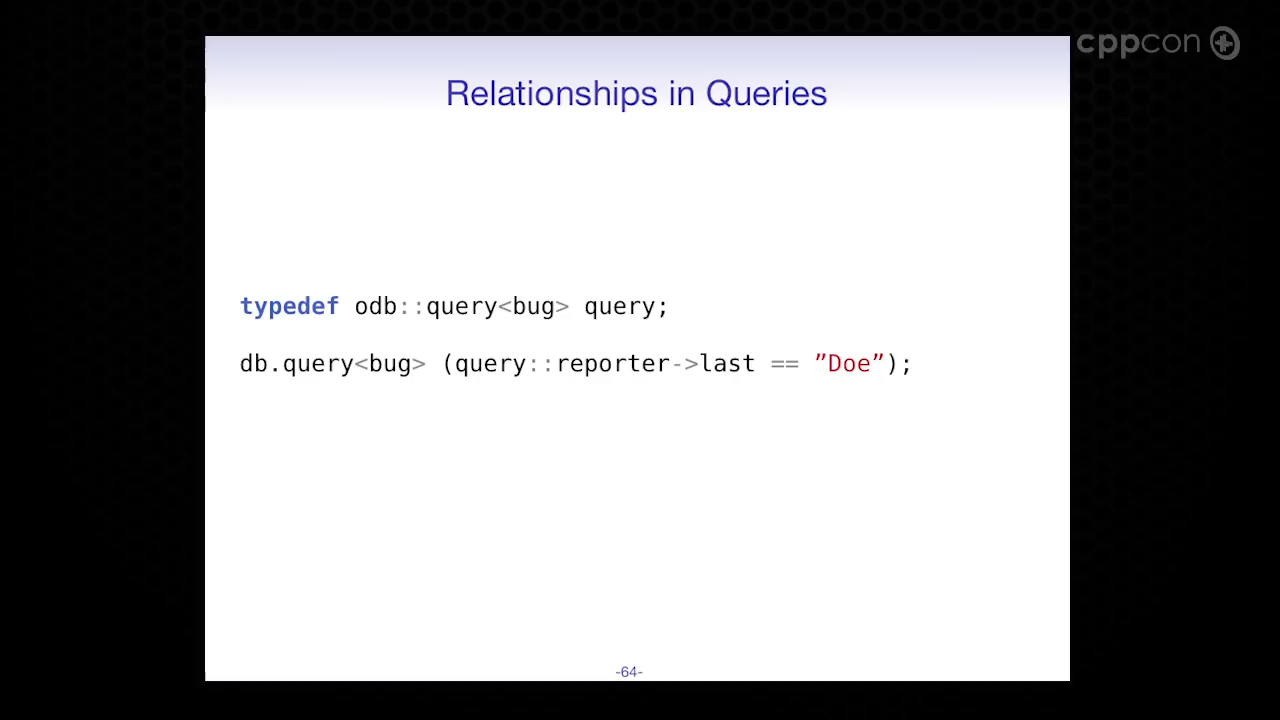 cppcon
Relationships in Queries
typedef odb::query<bug> query;
db.query<bug> (query::reporter->last == ”Doe”);
-64-